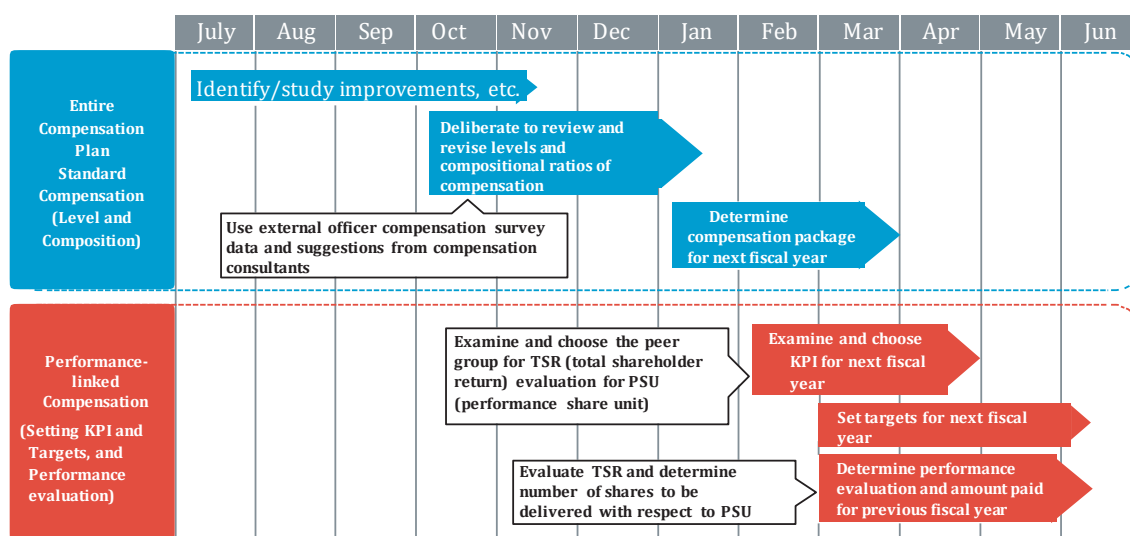 July Aug Sep Oct Nov Dec Jan Feb Mar Apr May Jun
Entire
Compensation
Plan
Standard
Compensation
(Level and
Composition)
Identify/study improvements, etc.
Deliberate to review and
revise levels and
compositional ratios of
compensation
Use external officer compensation survey
data and suggestions from compensation
consultants
Determine
compensation package
for next fiscal year
Performance-
linked
Compensation
(Setting KPI and
Targets, and
Performance
evaluation)
Examine and choose the peer
group for TSR (total shareholder
return) evaluation for PSU
(performance share unit)
Examine and choose
KPI for next fiscal
year
Set targets for next fiscal
year
Evaluate TSR and determine
number of shares to be
delivered with respect to PSU
Determine performance
evaluation and amount paid
for previous fiscal year